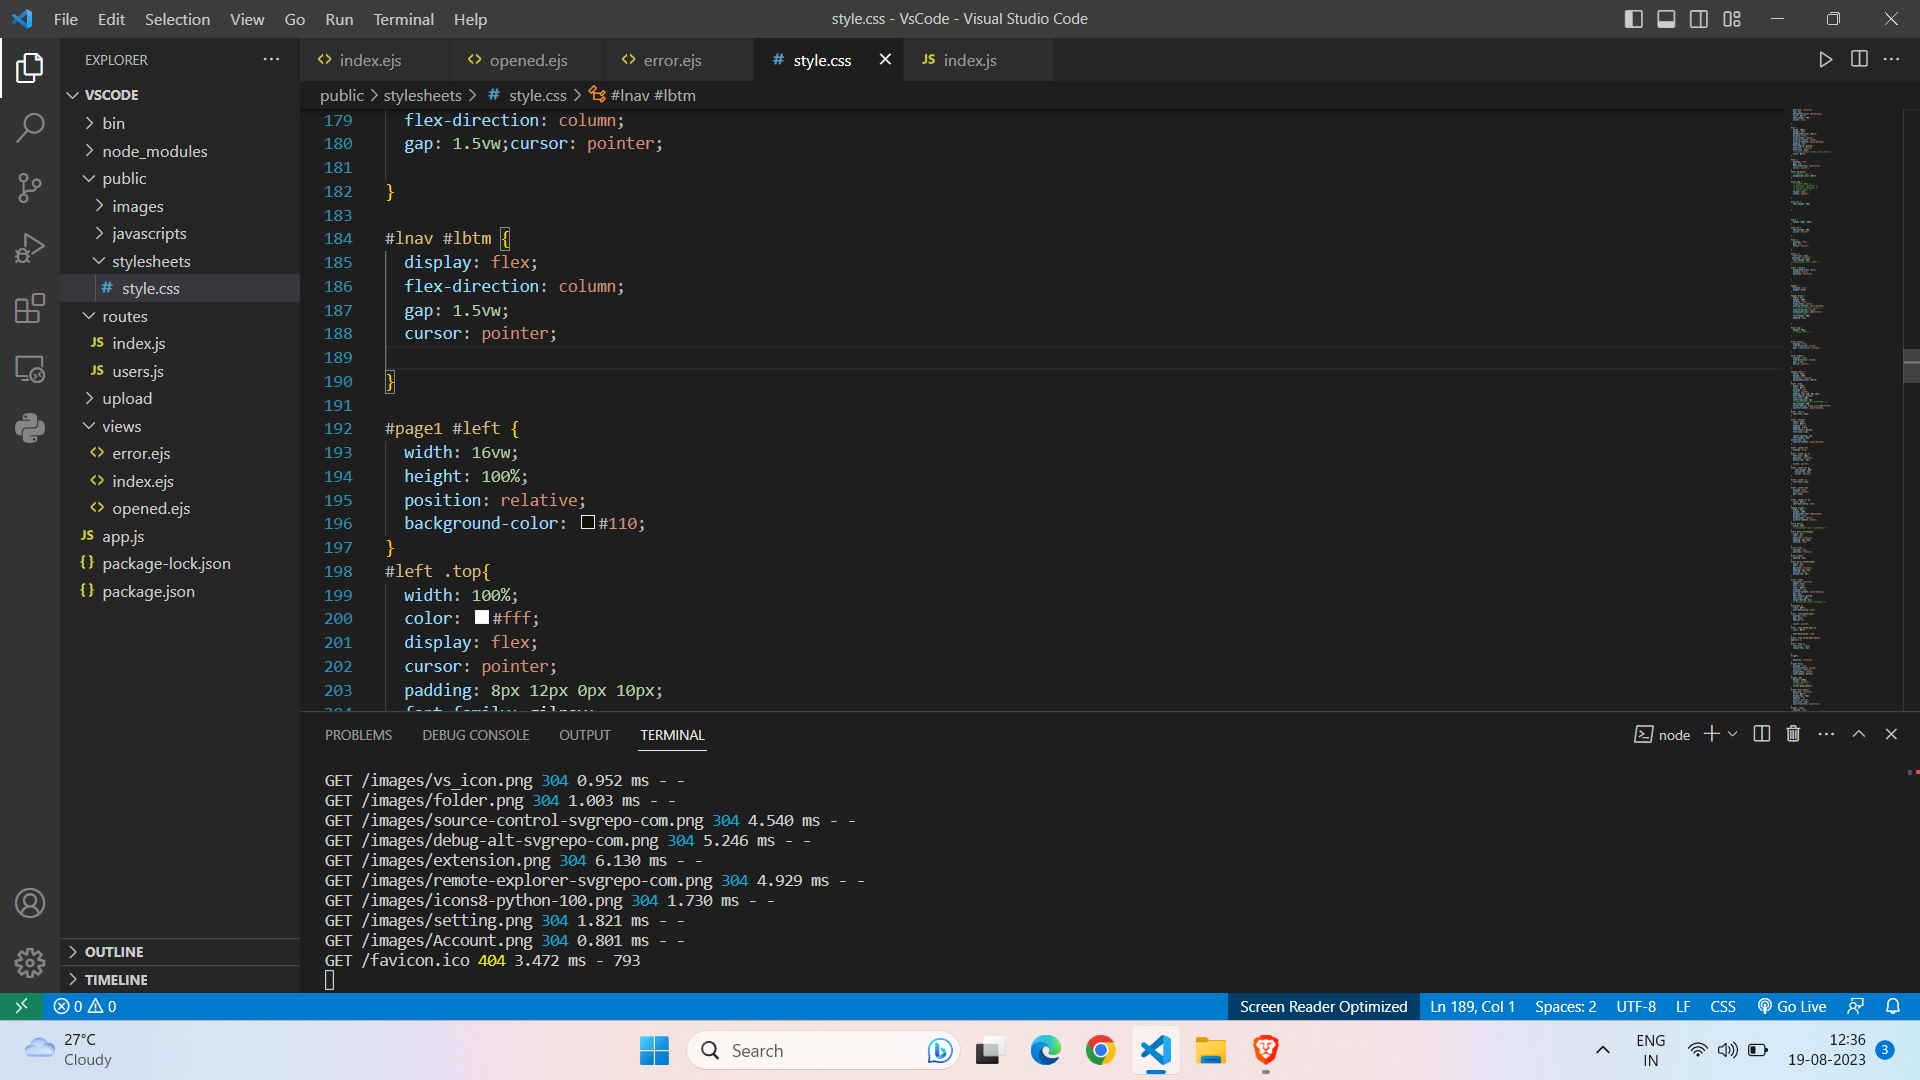 File Edit Selection View Go Run Terminal Help
style.css - VsCode - Visual Studio Code
EXPLORER
VSCODE
bin
node_modules
public
images
javascripts
stylesheets
# style.css
routes
JS index.js
JS users.js
upload
views
<> error.ejs
<> index.ejs
<> opened.ejs
JS app.js
{} package-lock.json
{} package.json
OUTLINE
TIMELINE
<> index.ejs <> opened.ejs <> error.ejs # style.css JS index.js
public > stylesheets > # style.css > #lnav #lbtm
179 flex-direction: column;
180 gap: 1.5vw;cursor: pointer;
181
182 }
183
184 #lnav #lbtm {
185 display: flex;
186 flex-direction: column;
187 gap: 1.5vw;
188 cursor: pointer;
189
190 }
191
192 #page1 #left {
193 width: 16vw;
194 height: 100%;
195 position: relative;
196 background-color: #110;
197 }
198 #left .top{
199 width: 100%;
200 color: #fff;
201 display: flex;
202 cursor: pointer;
203 padding: 8px 12px 0px 10px;
PROBLEMS DEBUG CONSOLE OUTPUT TERMINAL
node
GET /images/vs_icon.png 304 0.952 ms - -
GET /images/folder.png 304 1.003 ms - -
GET /images/source-control-svgrepo-com.png 304 4.540 ms - -
GET /images/debug-alt-svgrepo-com.png 304 5.246 ms - -
GET /images/extension.png 304 6.130 ms - -
GET /images/remote-explorer-svgrepo-com.png 304 4.929 ms - -
GET /images/icons8-python-100.png 304 1.730 ms - -
GET /images/setting.png 304 1.821 ms - -
GET /images/Account.png 304 0.801 ms - -
GET /favicon.ico 404 3.472 ms - 793
0 0
Screen Reader Optimized Ln 189, Col 1 Spaces: 2 UTF-8 LF CSS Go Live
27°C
Cloudy
Search
ENG
IN
12:36
19-08-2023
3